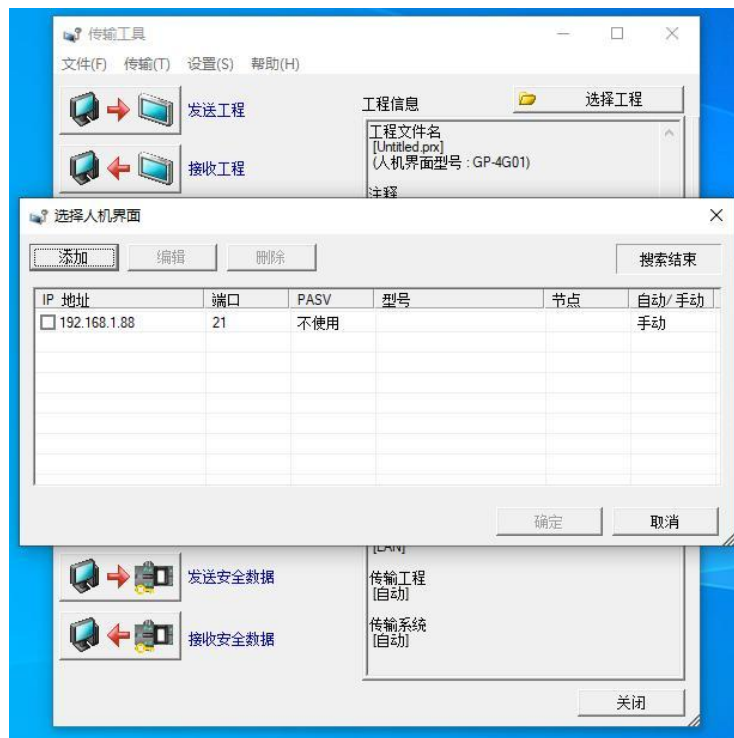 传输工具
文件(F) 传输(T) 设置(S) 帮助(H)
发送工程
接收工程
工程信息
选择工程
工程文件名
[Untitled.prx]
(人机界面型号 : GP-4G01)
注释
选择人机界面
添加 编辑 删除 搜索结束
IP 地址 端口 PASV 型号 节点 自动/手动
192.168.1.88 21 不使用 手动
确定 取消
[LAN]
发送安全数据
接收安全数据
传输工程
[自动]
传输系统
[自动]
关闭